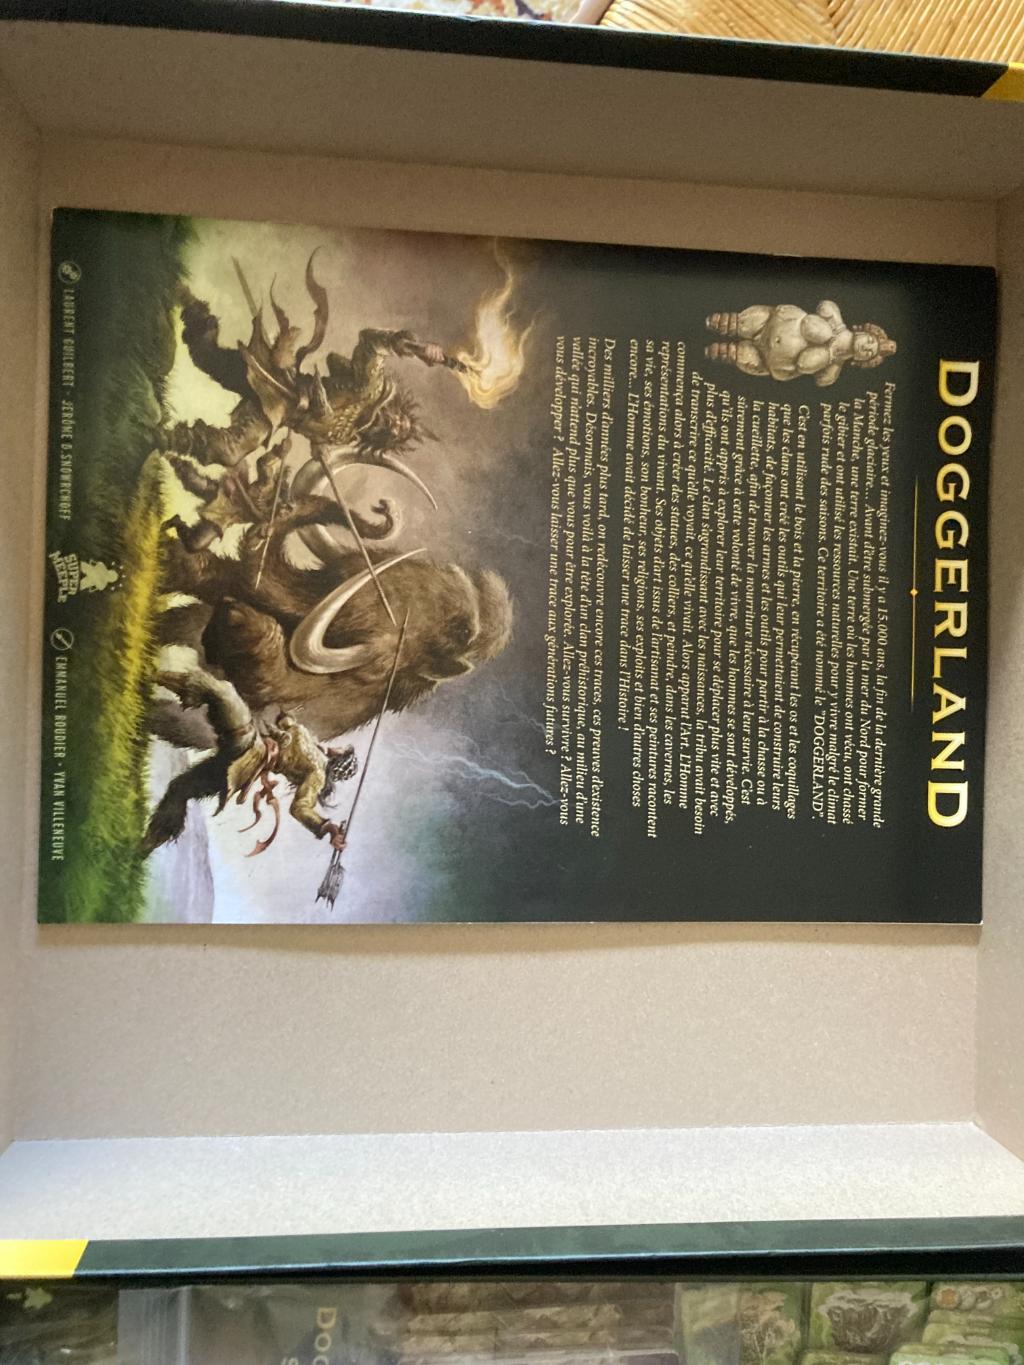 DOGGERLAND
Fermez les yeux et imaginez-vous il y a 15.000 ans, la fin de la dernière grande
période glaciaire... Avant d'être submergée par la mer du Nord pour former
la Manche, une terre existait. Une terre où les hommes ont vécu, ont chassé
le gibier et ont utilisé les ressources naturelles pour y vivre malgré le climat
parfois rude des saisons. Ce territoire a été nommé le "DOGGERLAND".
C'est en utilisant le bois et la pierre, en récupérant les os et les coquillages
que les clans ont créé les outils qui leur permettaient de construire leurs
habitats, de façonner les armes et les outils pour partir à la chasse ou à
la cueillette, afin de trouver la nourriture nécessaire à leur survie. C'est
sûrement grâce à cette volonté de vivre, que les hommes se sont développés,
qu'ils ont appris à explorer leur territoire pour se déplacer plus vite et avec
plus d'efficacité. Le clan s'agrandissant avec les naissances, la tribu avait besoin
de transcrire ce qu'elle voyait, ce qu'elle vivait. Alors apparut l'Art. L'Homme
commença alors à créer des statues, des colliers, et peindre, dans les cavernes, les
représentations du vivant. Ses objets d'art issus de l'artisanat et ses peintures racontent
sa vie, ses émotions, son bonheur, ses religions, ses exploits et bien d'autres choses
encore... L'Homme avait décidé de laisser une trace dans l'Histoire !
Des milliers d'années plus tard, on redécouvre encore ces traces, ces preuves d'existence
incroyables. Désormais, vous voilà à la tête d'un clan préhistorique, au milieu d'une
vallée qui n'attend plus que vous pour être explorée. Allez-vous survivre ? Allez-vous
vous développer ? Allez-vous laisser une trace aux générations futures ?
LAURENT GUILBERT - JÉRÔME D.SNOWRCHOFF
SUPER
MEEPLE
EMMANUEL ROUDIER - YVAN VILLENEUVE